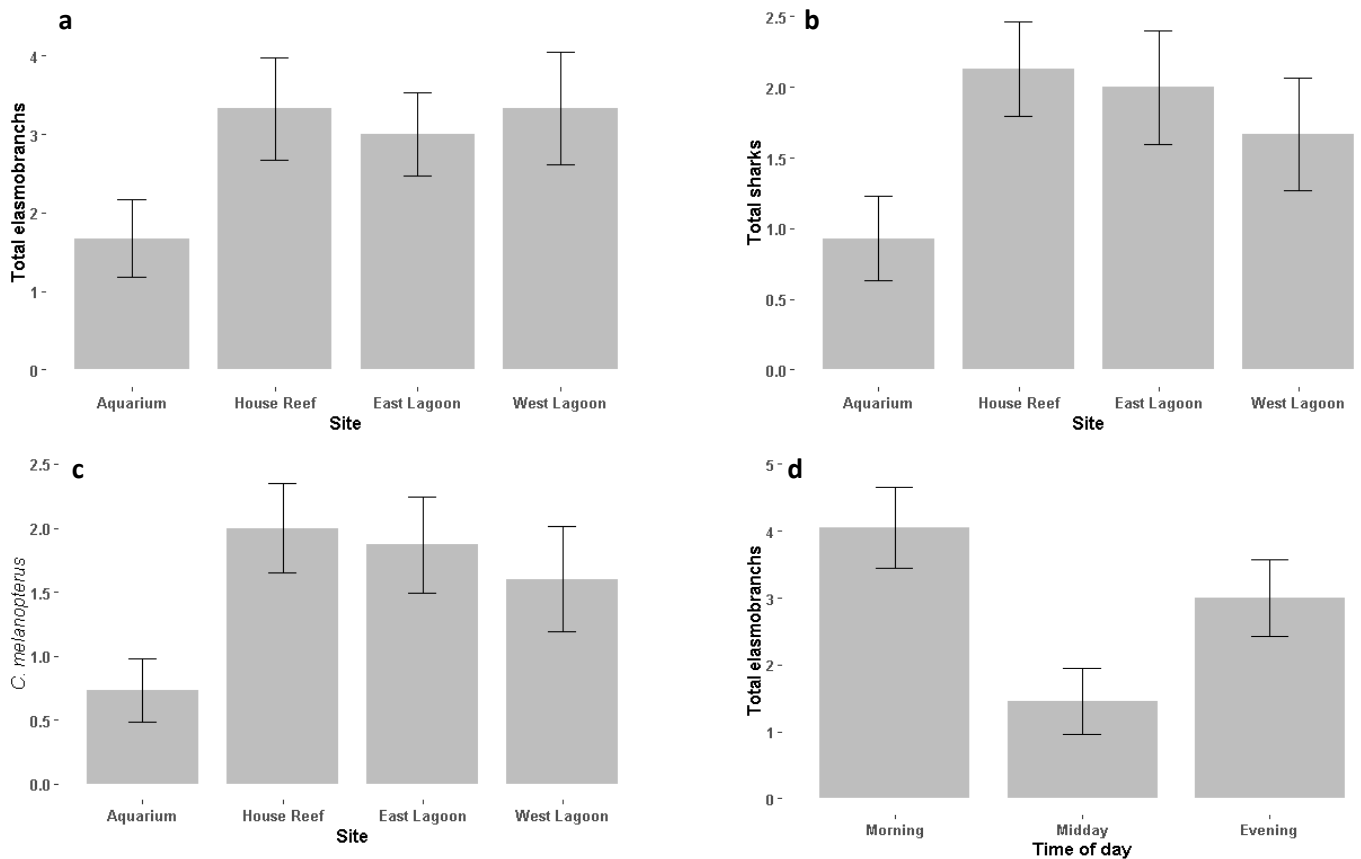 a
Total elasmobranchs
4
3
2
1
0
Aquarium House Reef East Lagoon West Lagoon
Site
b
Total sharks
2.5
2.0
1.5
1.0
0.5
0.0
Aquarium House Reef East Lagoon West Lagoon
Site
c
C. melanopterus
2.5
2.0
1.5
1.0
0.5
0.0
Aquarium House Reef East Lagoon West Lagoon
Site
d
Total elasmobranchs
5
4
3
2
1
0
Morning Midday Evening
Time of day